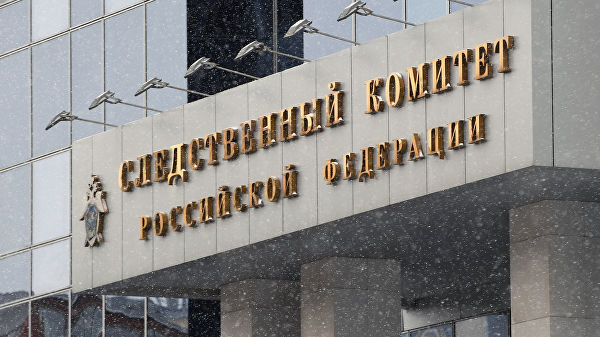 СЛЕДСТВЕННЫЙ КОМИТЕТ
РОССИЙСКОЙ ФЕДЕРАЦИИ